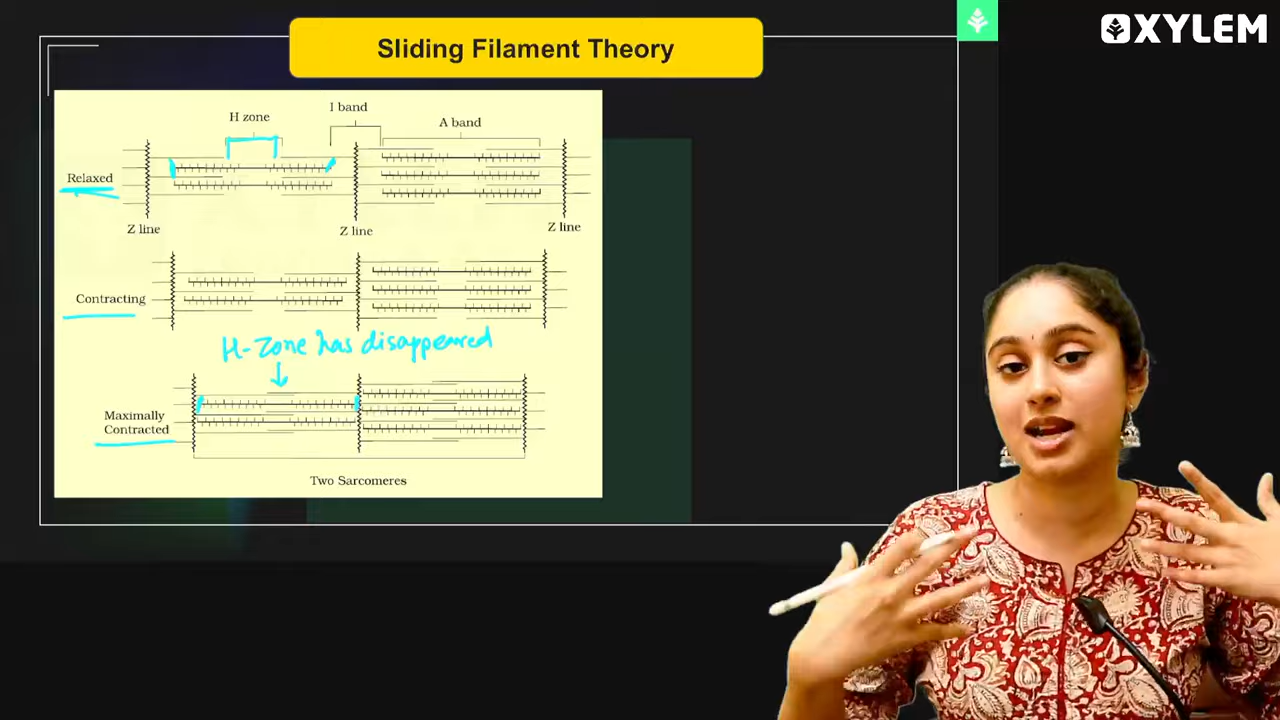 Sliding Filament Theory
XYLEM
H zone
I band
A band
Relaxed
Z line
Z line
Z line
Contracting
H-Zone has disappeared
Maximally
Contracted
Two Sarcomeres